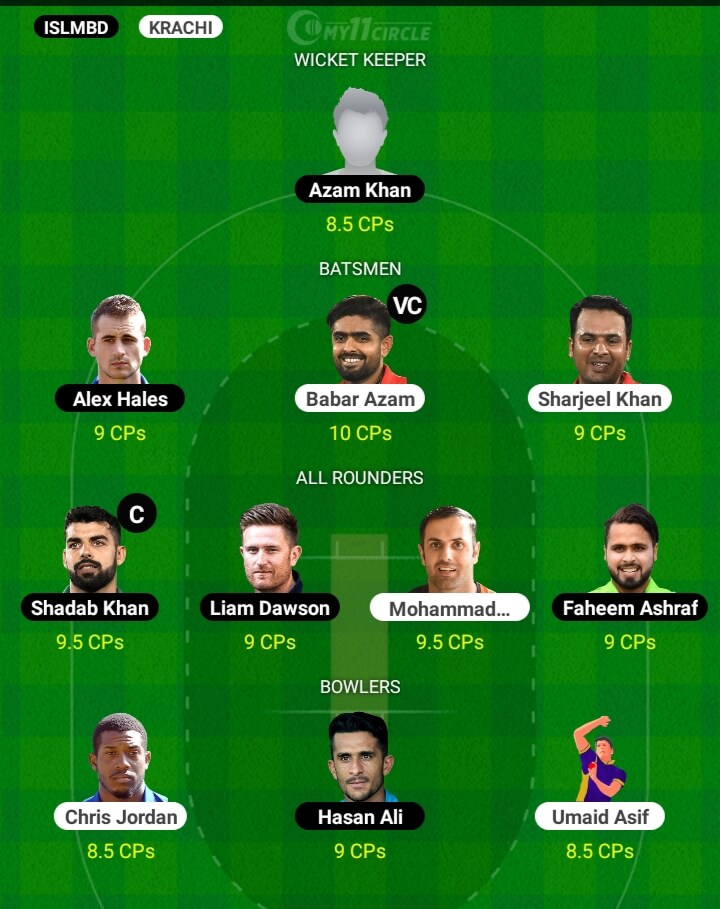 ISLMBD KRACHI MY11CIRCLE
WICKET KEEPER
Azam Khan
8.5 CPs
BATSMEN
VC
Alex Hales Babar Azam Sharjeel Khan
9 CPs 10 CPs 9 CPs
ALL ROUNDERS
C
Shadab Khan Liam Dawson Mohammad... Faheem Ashraf
9.5 CPs 9 CPs 9.5 CPs 9 CPs
BOWLERS
Chris Jordan Hasan Ali Umaid Asif
8.5 CPs 9 CPs 8.5 CPs